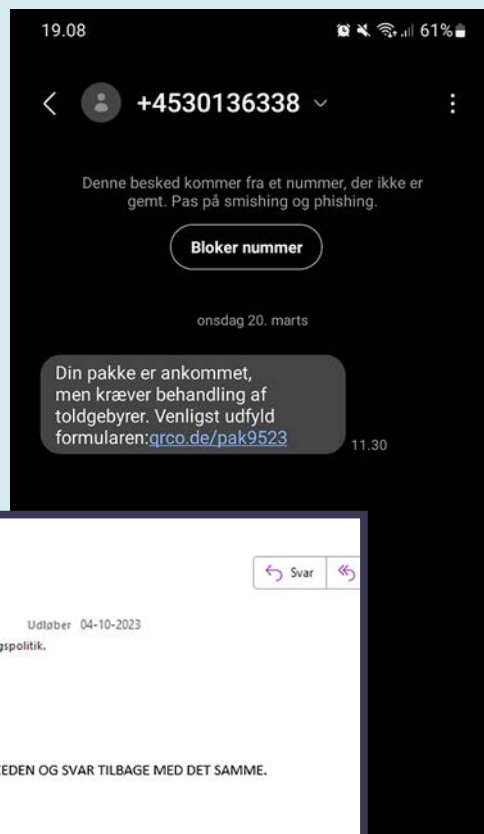 19.08
61%
+4530136338
Denne besked kommer fra et nummer, der ikke er
gemt. Pas på smishing og phishing.
Bloker nummer
onsdag 20. marts
Din pakke er ankommet,
men kræver behandling af
toldgebyrer. Venligst udfyld
formularen:qrco.de/pak9523
11.30
Svar
Udløber 04-10-2023
gspolitik.
EDEN OG SVAR TILBAGE MED DET SAMME.